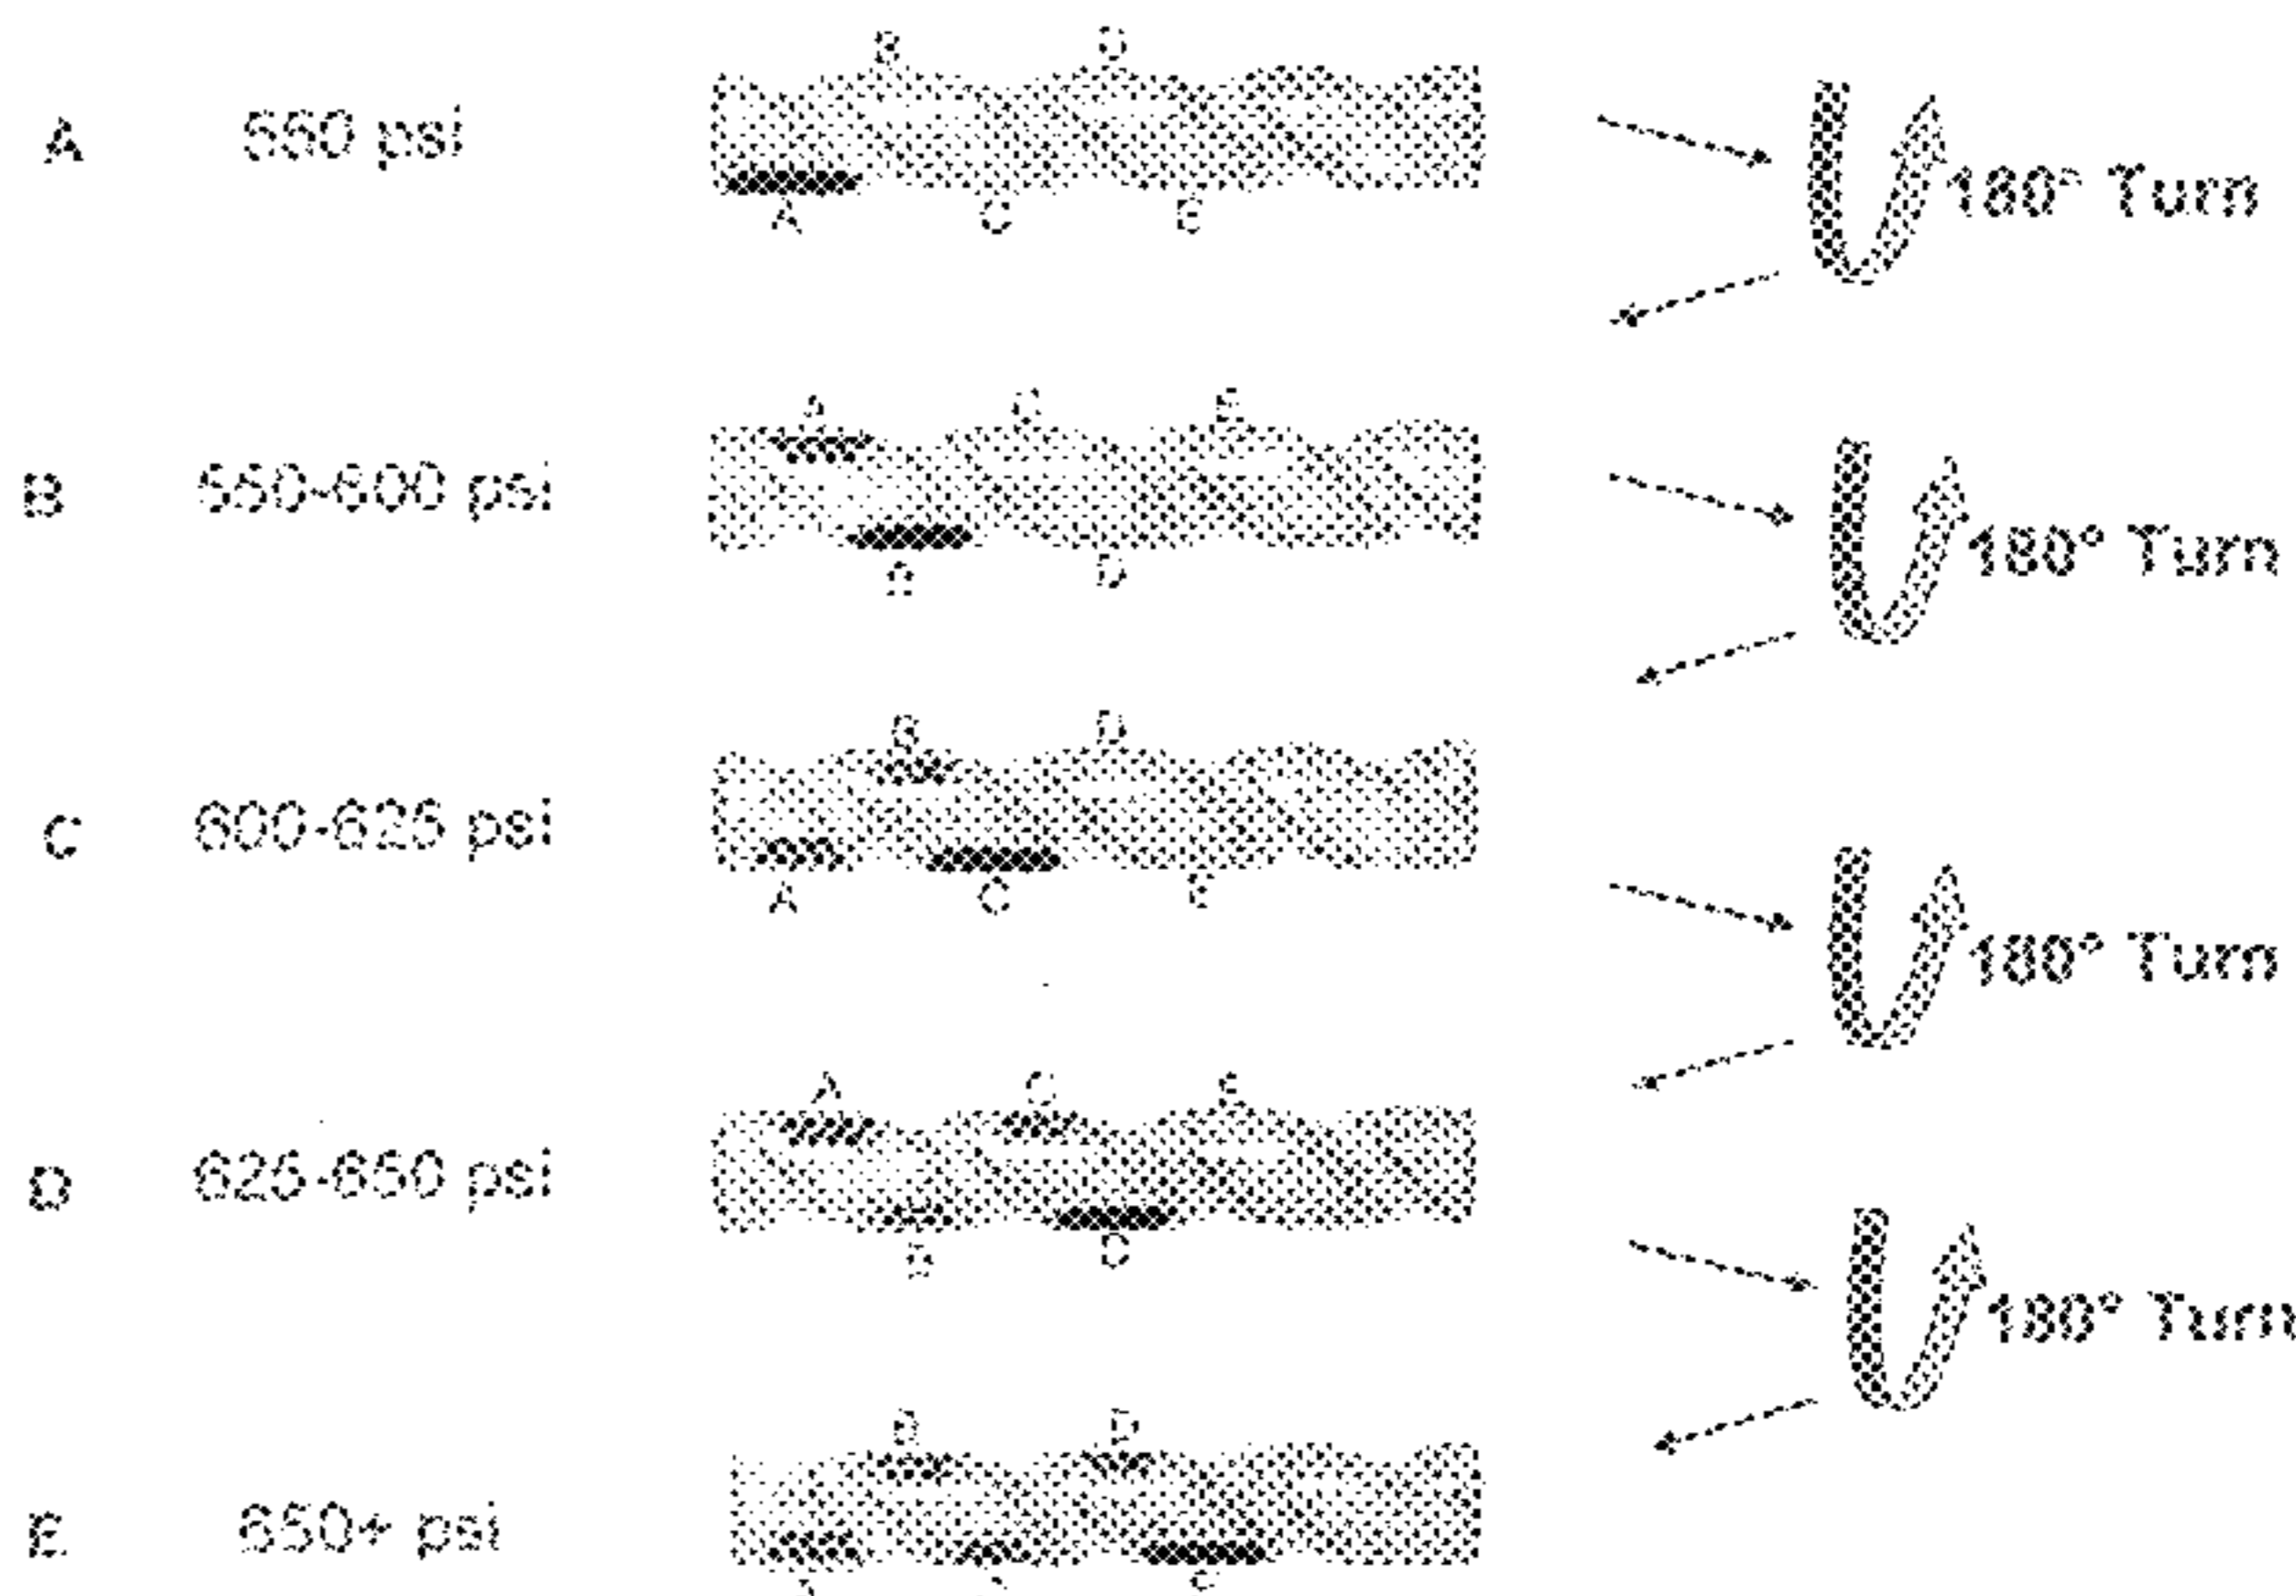 B D
A 550 psi
180° Turn
A C E
A C E
B 550-600 psi
180° Turn
B D
B D
C 600-625 psi
A C E
180° Turn
A C E
D 625-650 psi
B D
180° Turn
B D
E 650+ psi